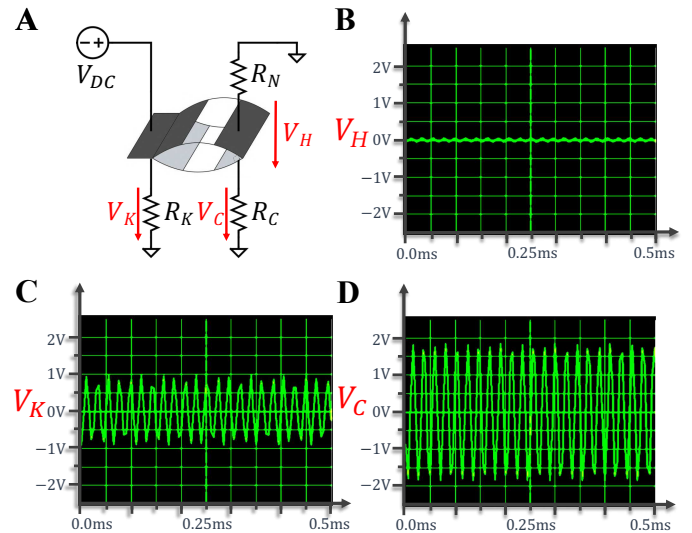 A
− +
V_DC
R_N
V_H
V_K
R_K
V_C
R_C
B
V_H
2V
1V
0V
−1V
−2V
0.0ms
0.25ms
0.5ms
C
V_K
2V
1V
0V
−1V
−2V
0.0ms
0.25ms
0.5ms
D
V_C
2V
1V
0V
−1V
−2V
0.0ms
0.25ms
0.5ms